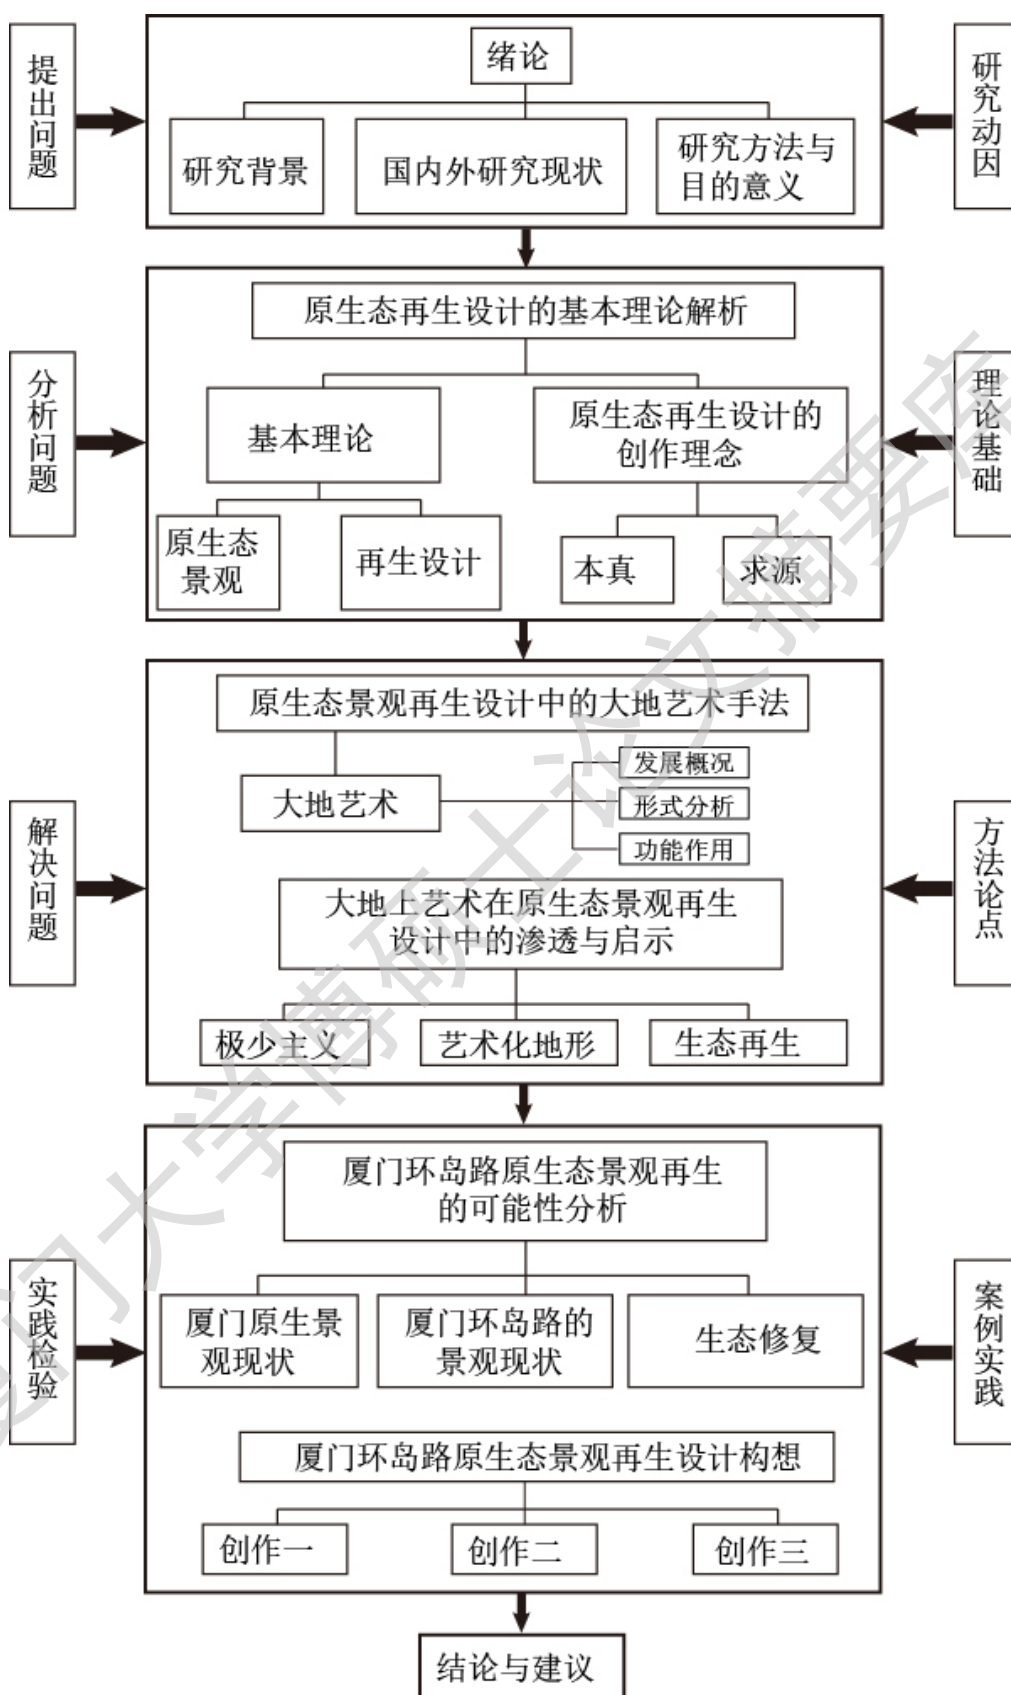 提出问题
绪论
研究动因
研究背景
国内外研究现状
研究方法与
目的意义
原生态再生设计的基本理论解析
分析问题
基本理论
原生态再生设计的
创作理念
理论基础
原生态
景观
再生设计
本真
求源
原生态景观再生设计中的大地艺术手法
大地艺术
发展概况
形式分析
功能作用
解决问题
大地上艺术在原生态景观再生
设计中的渗透与启示
方法论点
极少主义
艺术化地形
生态再生
厦门环岛路原生态景观再生
的可能性分析
实践检验
厦门原生景
观现状
厦门环岛路的
景观现状
生态修复
案例实践
厦门环岛路原生态景观再生设计构想
创作一
创作二
创作三
结论与建议
厦门大学博硕士论文摘要库